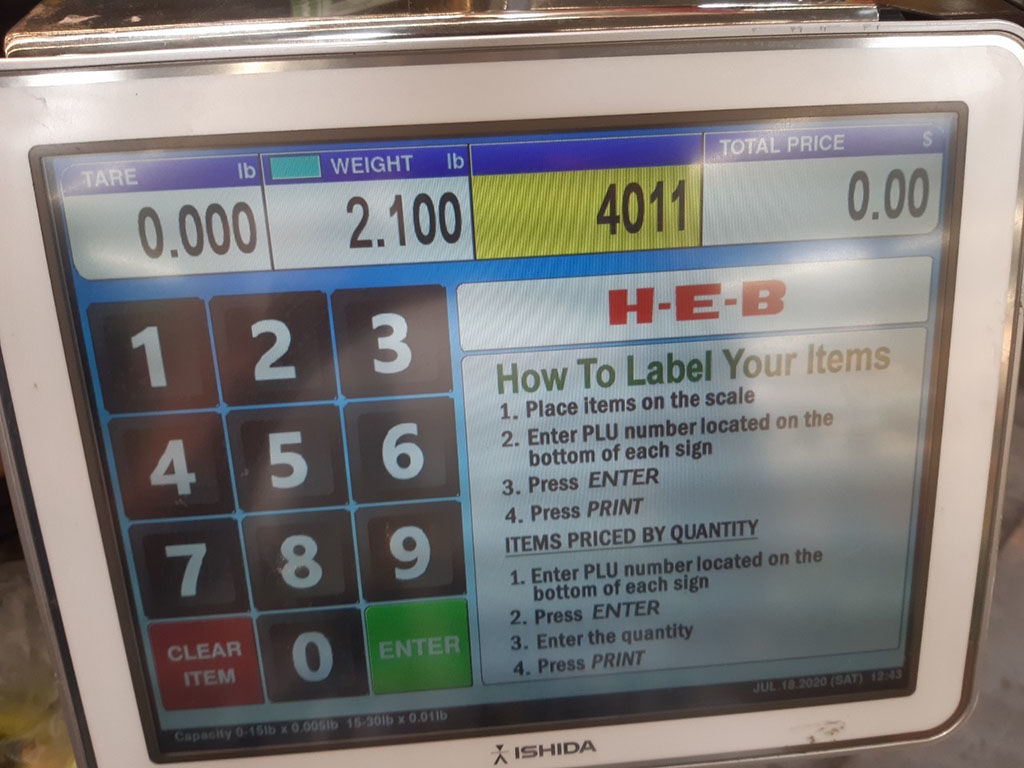 TARE lb
WEIGHT lb
TOTAL PRICE $
0.000
2.100
4011
0.00
H-E-B
How To Label Your Items
1. Place items on the scale
2. Enter PLU number located on the
bottom of each sign
3. Press ENTER
4. Press PRINT
ITEMS PRICED BY QUANTITY
1. Enter PLU number located on the
bottom of each sign
2. Press ENTER
3. Enter the quantity
4. Press PRINT
1 2 3
4 5 6
7 8 9
CLEAR
ITEM
0
ENTER
JUL.18.2020 (SAT) 12:43
Capacity 0-15lb x 0.005lb 15-30lb x 0.01lb
ISHIDA